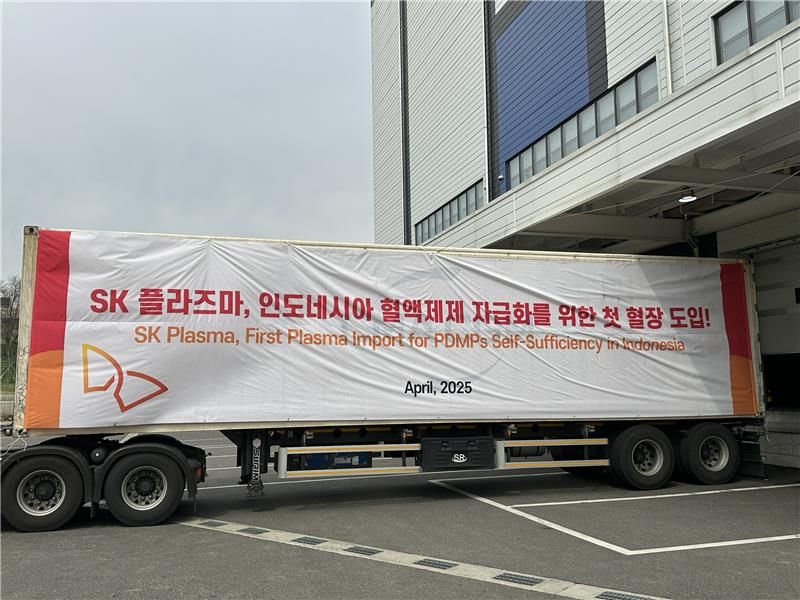 SK 플라즈마, 인도네시아 혈액제제 자급화를 위한 첫 혈장 도입!
SK Plasma, First Plasma Import for PDMPs Self-Sufficiency in Indonesia
April, 2025
SR